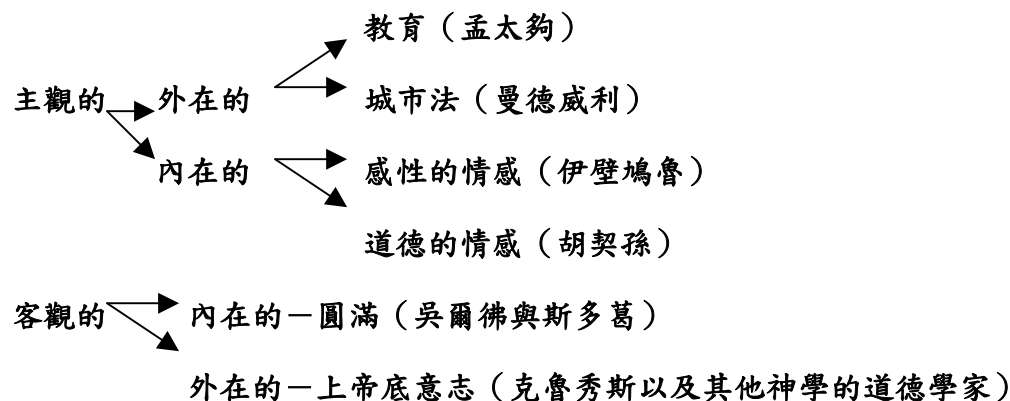 教育（孟太夠）
主觀的 外在的 城市法（曼德威利）
內在的 感性的情感（伊壁鳩魯）
道德的情感（胡契孫）
客觀的 內在的－圓滿（吳爾彿與斯多葛）
外在的－上帝底意志（克魯秀斯以及其他神學的道德學家）